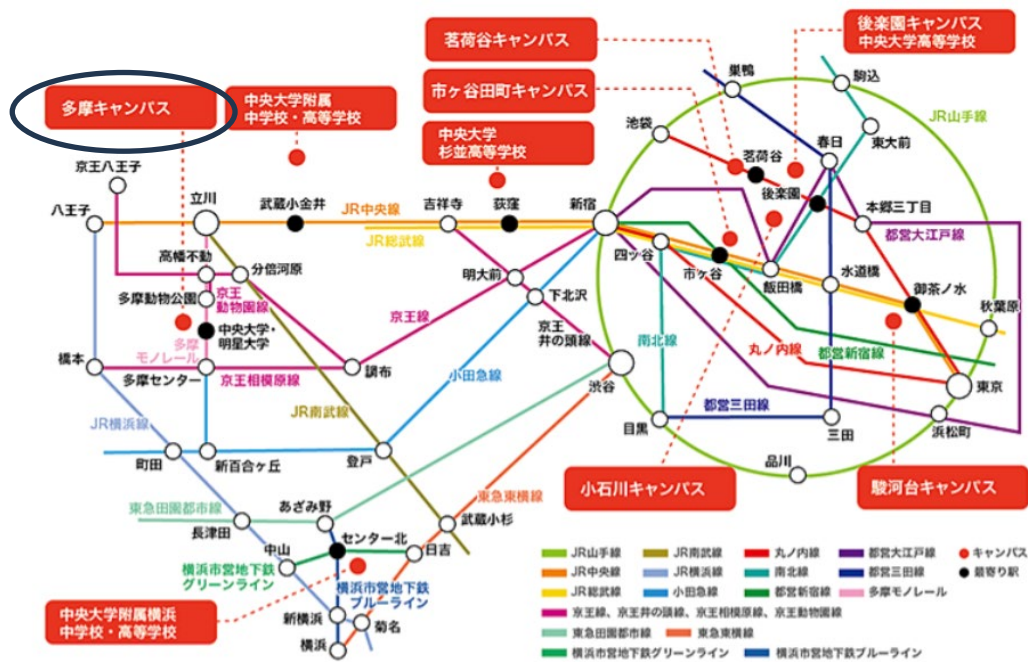 茗荷谷キャンパス
後楽園キャンパス
中央大学高等学校
市ヶ谷田町キャンパス
多摩キャンパス
中央大学附属
中学校・高等学校
中央大学
杉並高等学校
巣鴨
駒込
JR山手線
池袋
茗荷谷
春日
東大前
後楽園
本郷三丁目
都営大江戸線
京王八王子
八王子
立川
武蔵小金井
JR中央線
吉祥寺
荻窪
新宿
JR総武線
四ツ谷
市ヶ谷
飯田橋
水道橋
御茶ノ水
秋葉原
高幡不動
分倍河原
多摩動物公園
京王
動物園線
中央大学・
明星大学
多摩
モノレール
明大前
下北沢
京王線
京王
井の頭線
南北線
丸ノ内線
都営新宿線
橋本
多摩センター
京王相模原線
調布
小田急線
渋谷
東京
JR横浜線
JR南武線
目黒
都営三田線
三田
浜松町
町田
新百合ヶ丘
登戸
品川
小石川キャンパス
駿河台キャンパス
東急田園都市線
あざみ野
東急東横線
武蔵小杉
長津田
中山
センター北
日吉
横浜市営地下鉄
グリーンライン
横浜市営地下鉄
ブルーライン
中央大学附属横浜
中学校・高等学校
新横浜
菊名
横浜
JR山手線
JR南武線
丸ノ内線
都営大江戸線
キャンパス
JR中央線
JR横浜線
南北線
都営三田線
最寄り駅
JR総武線
小田急線
都営新宿線
多摩モノレール
京王線、京王井の頭線、京王相模原線、京王動物園線
東急田園都市線
東急東横線
横浜市営地下鉄グリーンライン
横浜市営地下鉄ブルーライン